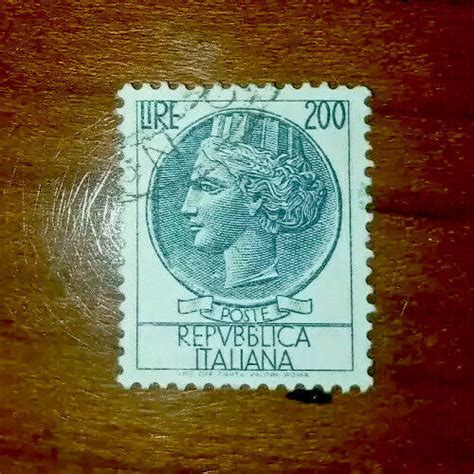 LIRE 200
POSTE
REPVBBLICA
ITALIANA